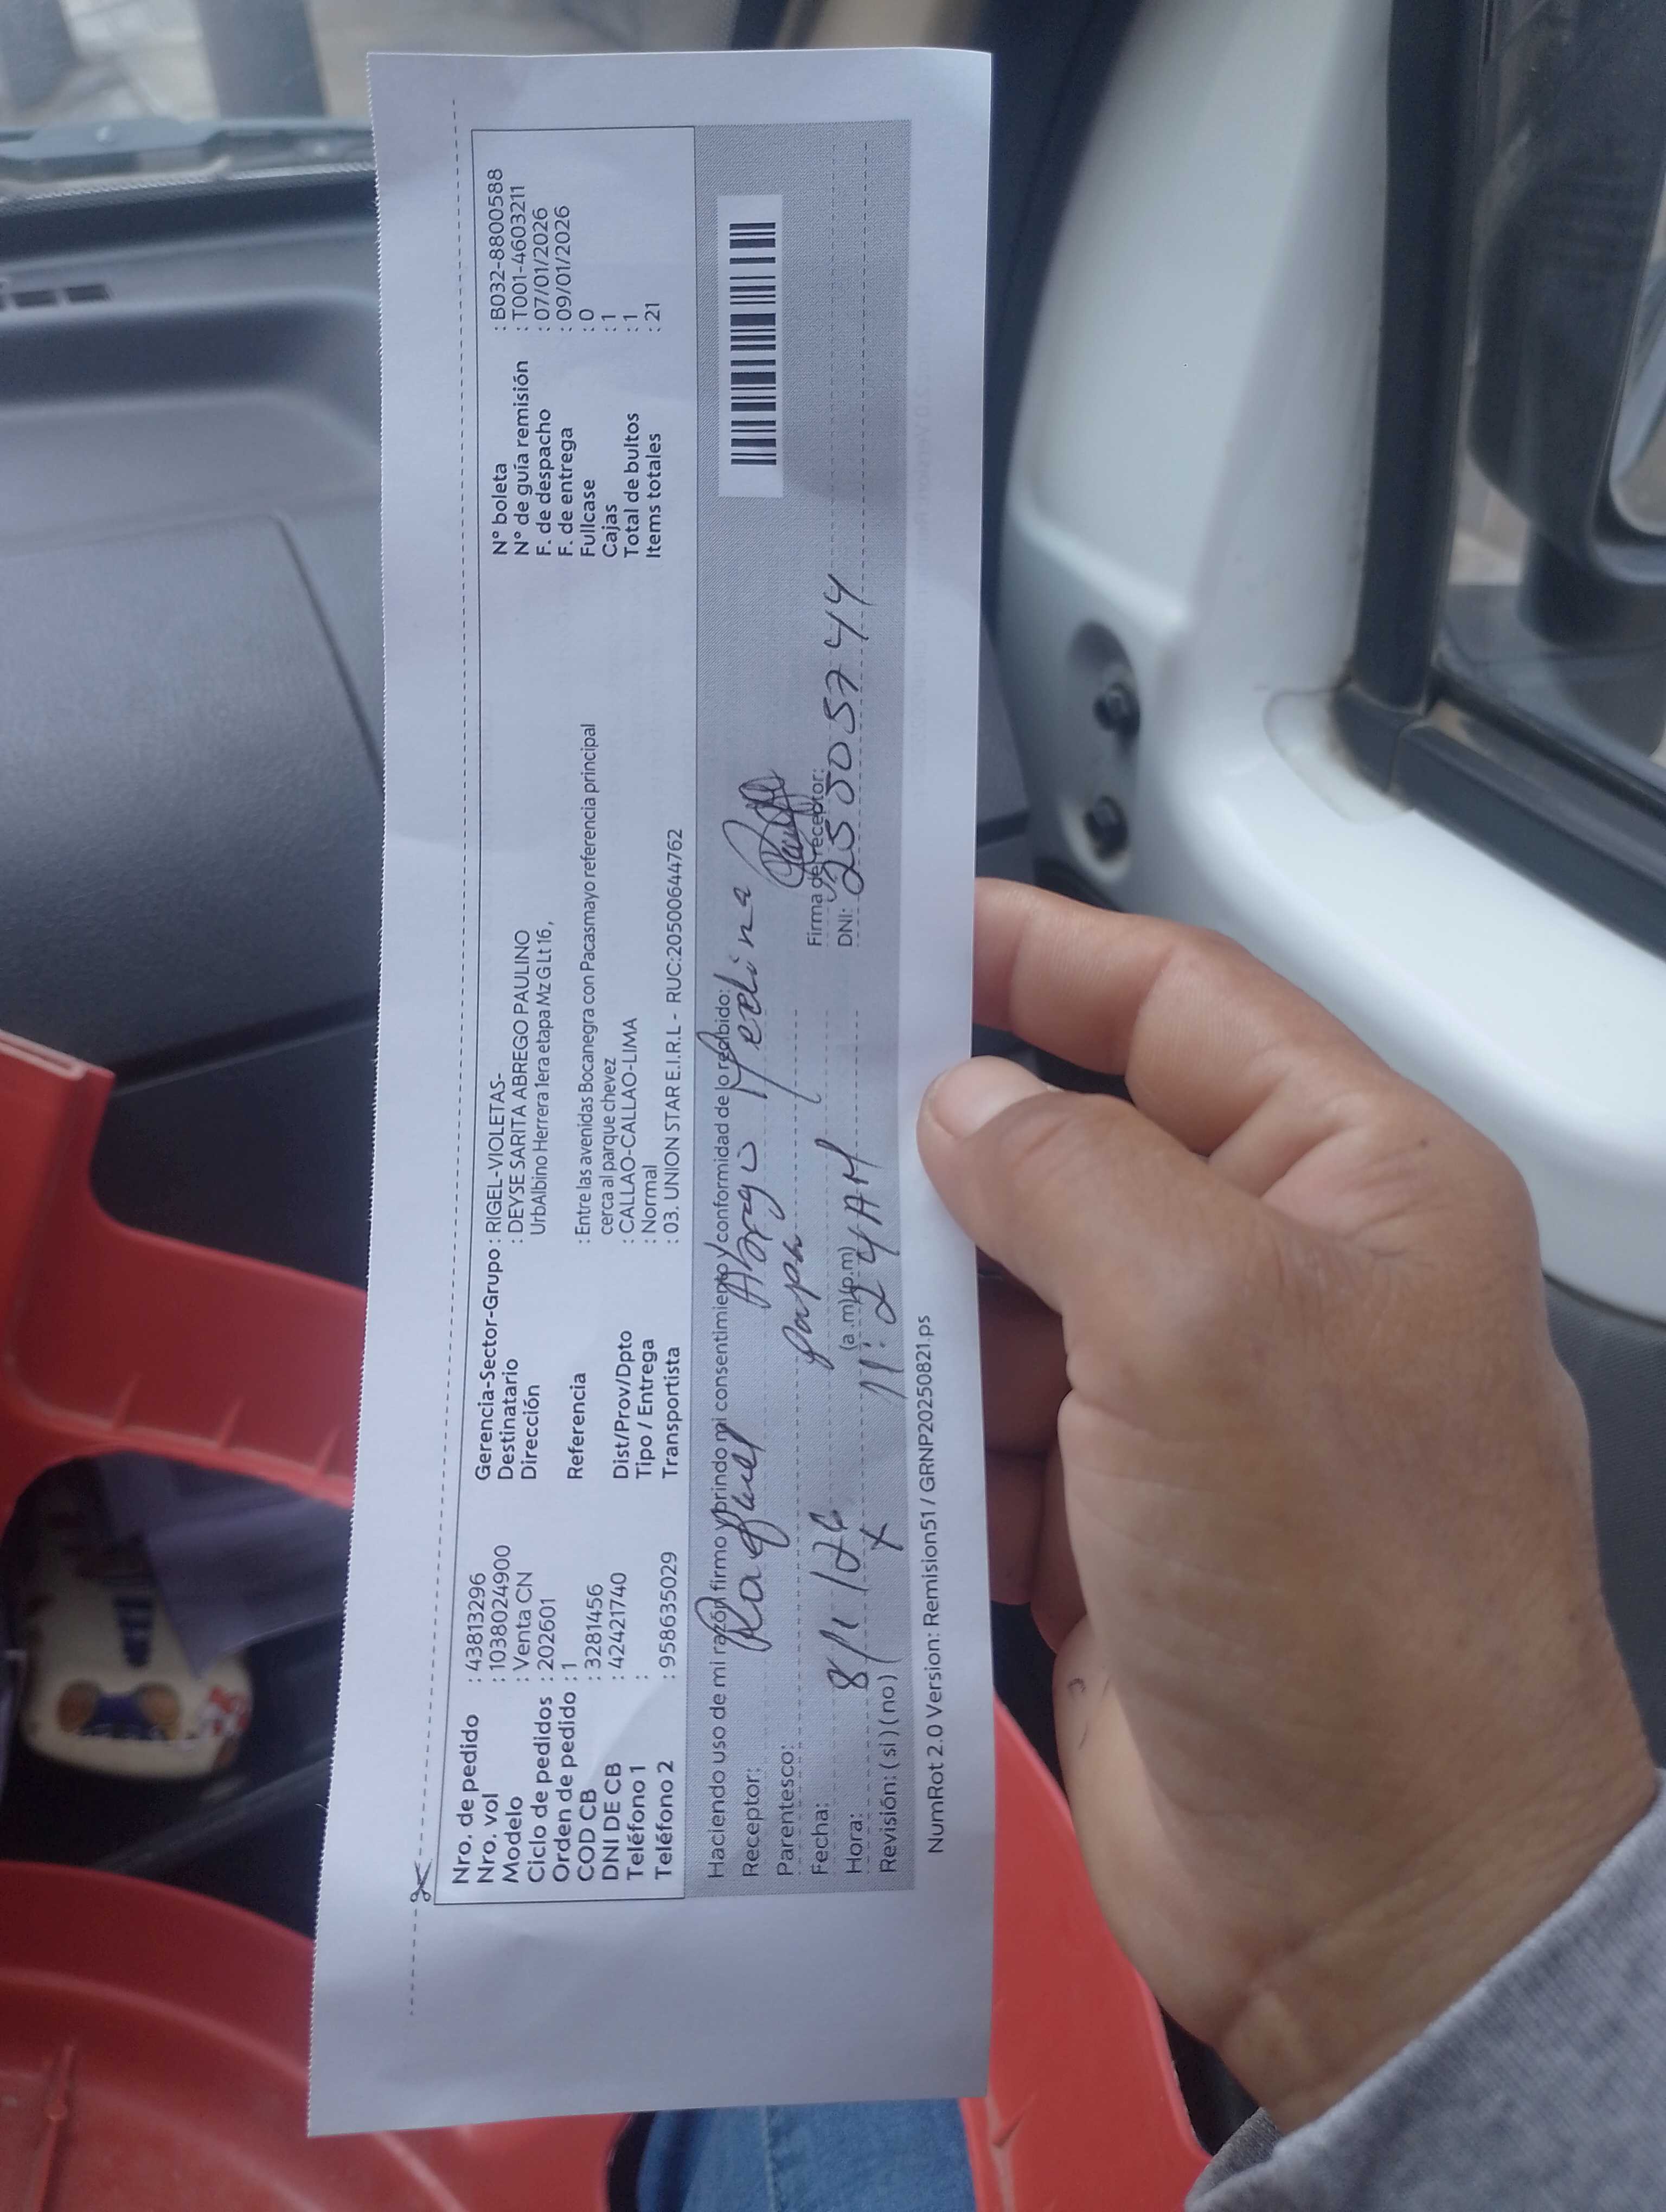 Nro. de pedido : 43813296
Nro. vol : 1038024900
Modelo : Venta CN
Ciclo de pedidos : 202601
Orden de pedido : 1
COD CB : 3281456
DNI DE CB : 42421740
Teléfono 1 :
Teléfono 2 : 958635029
Gerencia-Sector-Grupo : RIGEL-VIOLETAS-
Destinatario : DEYSE SARITA ABREGO PAULINO
Dirección UrbAlbino Herrera 1era etapa Mz G Lt 16,
Referencia : Entre las avenidas Bocanegra con Pacasmayo referencia principal
cerca al parque chevez
Dist/Prov/Dpto : CALLAO-CALLAO-LIMA
Tipo / Entrega : Normal
Transportista : 03. UNION STAR E.I.R.L - RUC:20500644762
N° boleta : B032-8800588
N° de guía remisión : T001-4603211
F. de despacho : 07/01/2026
F. de entrega : 09/01/2026
Fullcase : 0
Cajas : 1
Total de bultos : 1
Items totales : 21
Haciendo uso de mi razón firmo y brindo mi consentimiento y conformidad de lo recibido:
Receptor: Rafael Abrego Medina
Parentesco: papa
Fecha: 8/1/26
Firma del receptor:
Hora: (a .m)(p.m) 11:24 AM
DNI: 25505744
Revisión: ( si ) ( no ) X
NumRot 2.0 Version: Remision51 / GRNP20250821.ps